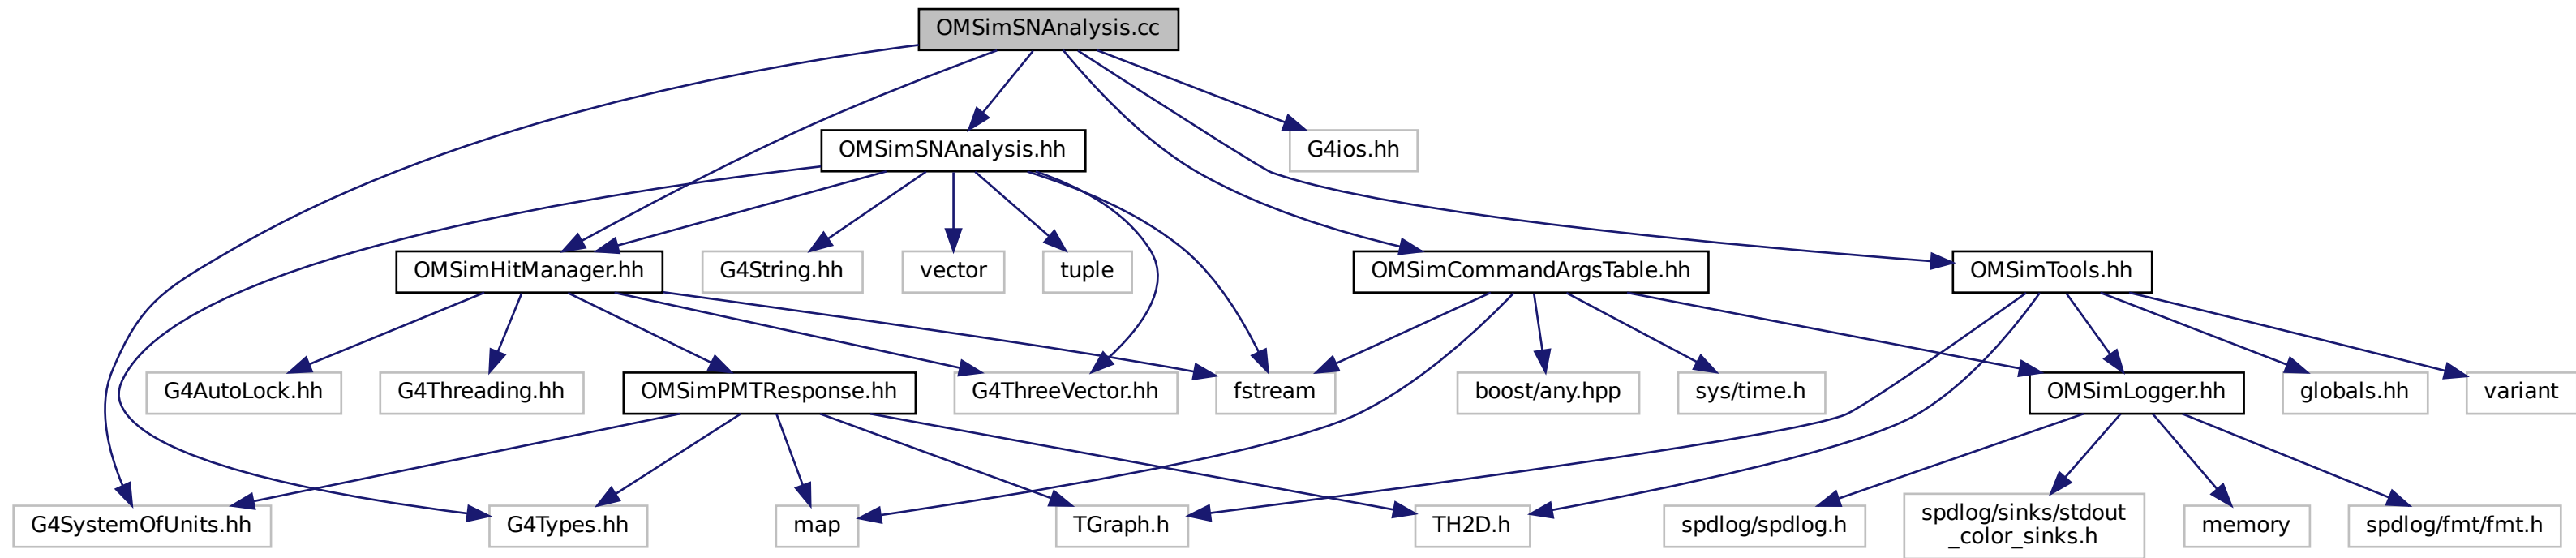 OMSimSNAnalysis.cc
OMSimSNAnalysis.hh
G4ios.hh
OMSimHitManager.hh
G4String.hh
vector
tuple
OMSimCommandArgsTable.hh
OMSimTools.hh
G4AutoLock.hh
G4Threading.hh
OMSimPMTResponse.hh
G4ThreeVector.hh
fstream
boost/any.hpp
sys/time.h
OMSimLogger.hh
globals.hh
variant
G4SystemOfUnits.hh
G4Types.hh
map
TGraph.h
TH2D.h
spdlog/spdlog.h
spdlog/sinks/stdout
_color_sinks.h
memory
spdlog/fmt/fmt.h